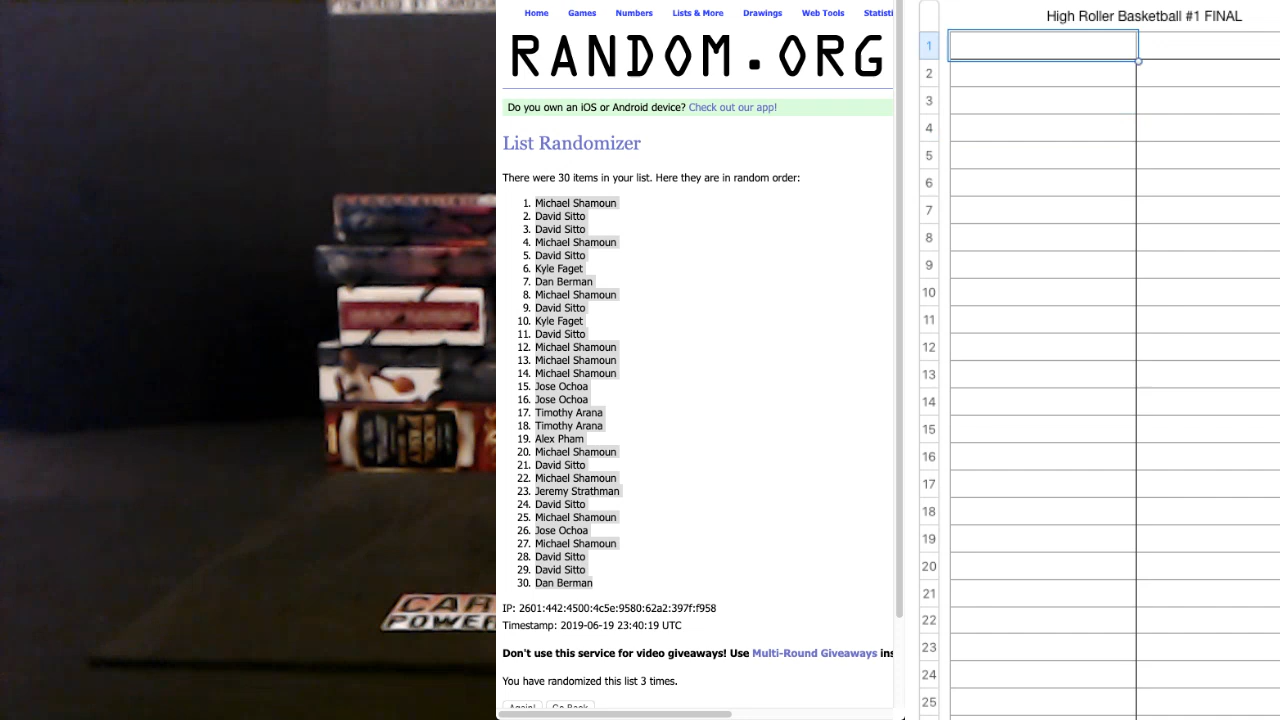 Home Games Numbers Lists & More Drawings Web Tools Statisti
RANDOM.ORG
Do you own an iOS or Android device? Check out our app!
List Randomizer
There were 30 items in your list. Here they are in random order:
1. Michael Shamoun
2. David Sitto
3. David Sitto
4. Michael Shamoun
5. David Sitto
6. Kyle Faget
7. Dan Berman
8. Michael Shamoun
9. David Sitto
10. Kyle Faget
11. David Sitto
12. Michael Shamoun
13. Michael Shamoun
14. Michael Shamoun
15. Jose Ochoa
16. Jose Ochoa
17. Timothy Arana
18. Timothy Arana
19. Alex Pham
20. Michael Shamoun
21. David Sitto
22. Michael Shamoun
23. Jeremy Strathman
24. David Sitto
25. Michael Shamoun
26. Jose Ochoa
27. Michael Shamoun
28. David Sitto
29. David Sitto
30. Dan Berman
IP: 2601:442:4500:4c5e:9580:62a2:397f:f958
Timestamp: 2019-06-19 23:40:19 UTC
Don't use this service for video giveaways! Use Multi-Round Giveaways ins
You have randomized this list 3 times.
Again! Go Back
High Roller Basketball #1 FINAL
1
2
3
4
5
6
7
8
9
10
11
12
13
14
15
16
17
18
19
20
21
22
23
24
25
CAR
POWE